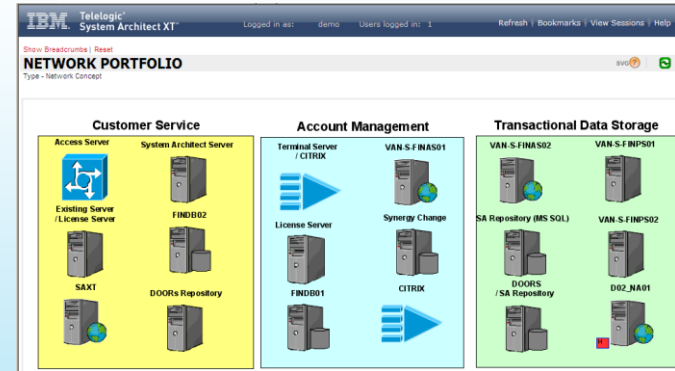 IBM. Telelogic®
System Architect XT™
Logged in as: demo Users logged in: 1
Refresh | Bookmarks | View Sessions | Help
Show Breadcrumbs | Reset
NETWORK PORTFOLIO
SVG
Type - Network Concept
Customer Service
Access Server
System Architect Server
Existing Server
/ License Server
FINDB02
SAXT
DOORs Repository
Account Management
Terminal Server
/ CITRIX
VAN-S-FINAS01
License Server
Synergy Change
FINDB01
CITRIX
Transactional Data Storage
VAN-S-FINAS02
VAN-S-FINPS01
SA Repository (MS SQL)
VAN-S-FINPS02
DOORS
/ SA Repository
D02_NA01
H